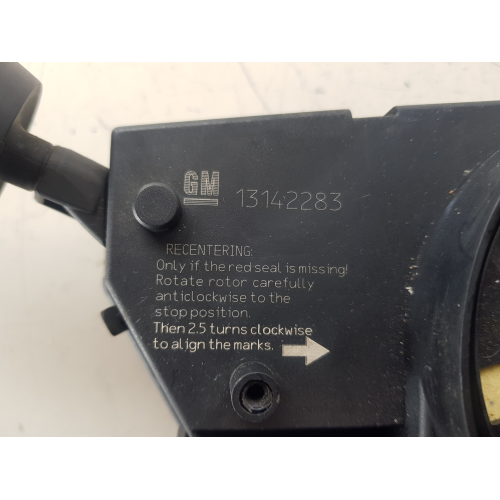 GM 13142283
RECENTERING:
Only if the red seal is missing!
Rotate rotor carefully
anticlockwise to the
stop position.
Then 2.5 turns clockwise
to align the marks.